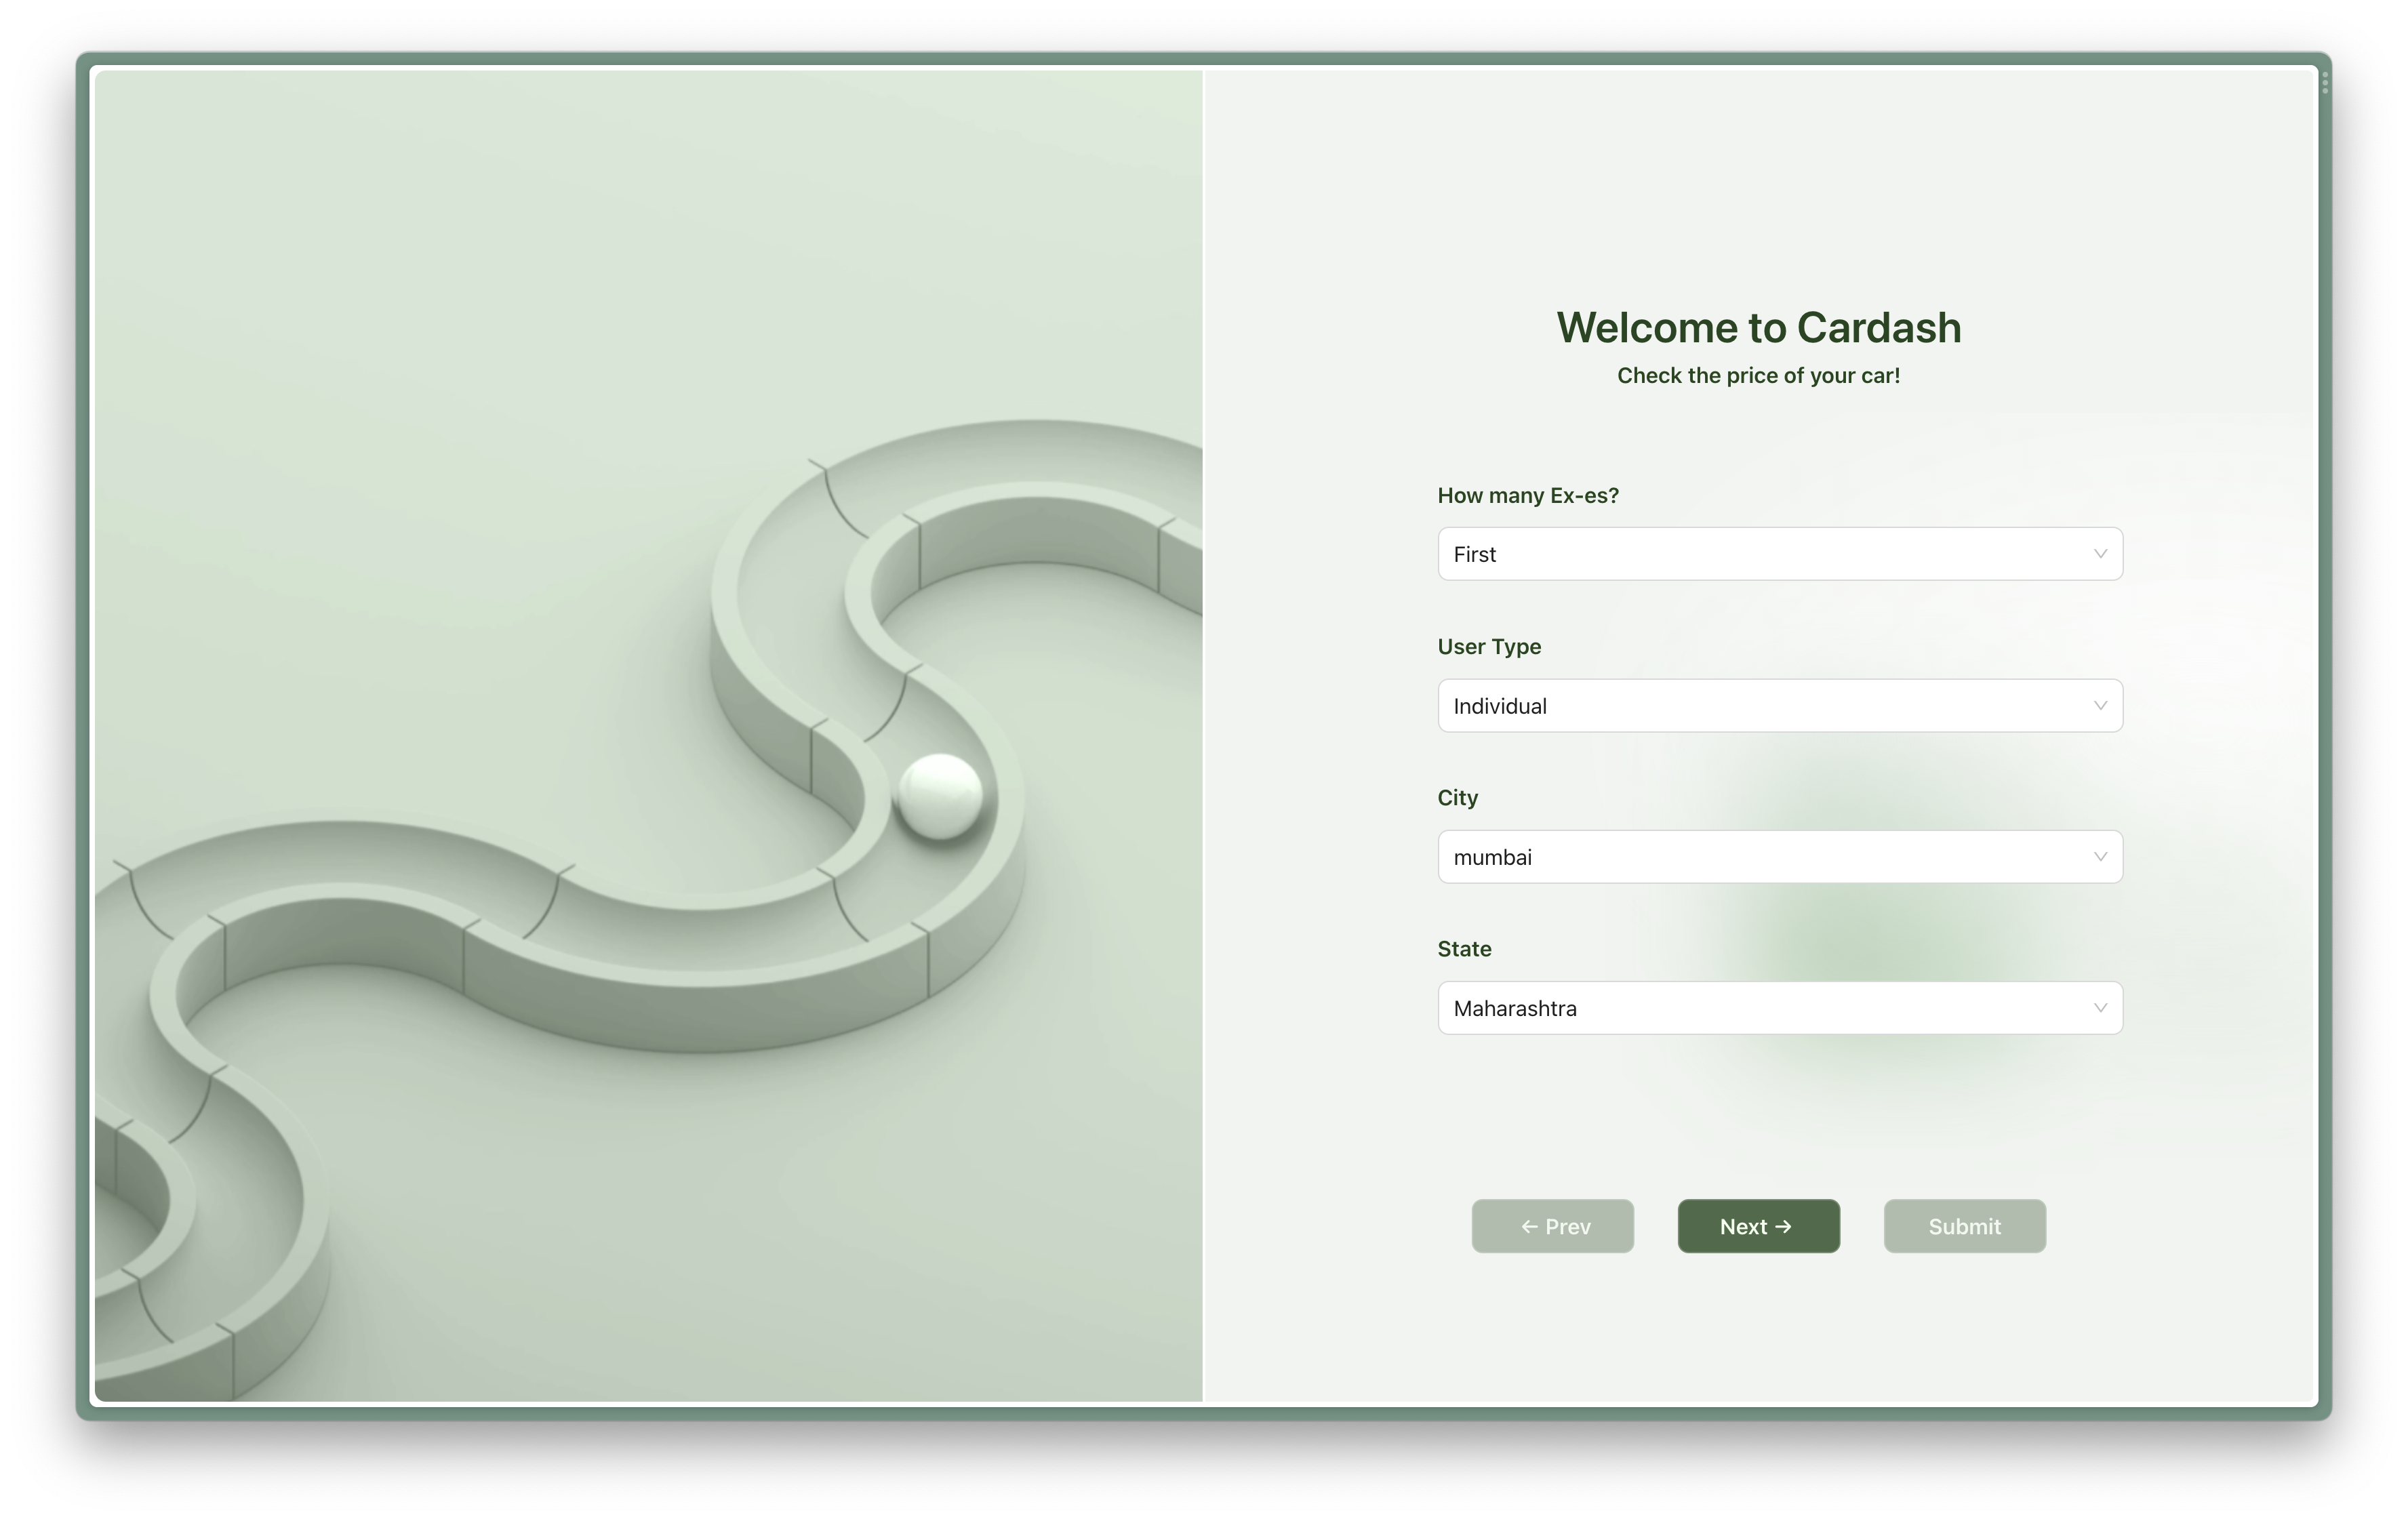 Welcome to Cardash
Check the price of your car!
How many Ex-es?
First
User Type
Individual
City
mumbai
State
Maharashtra
← Prev
Next →
Submit